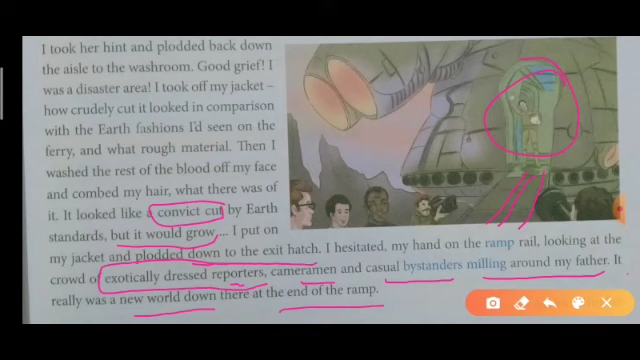 I took her hint and plodded back down
the aisle to the washroom. Good grief! I
was a disaster area! I took off my jacket –
how crudely cut it looked in comparison
with the Earth fashions I'd seen on the
ferry, and what rough material. Then I
washed the rest of the blood off my face
and combed my hair, what there was of
it. It looked like a convict cut by Earth
standards, but it would grow,... I put on
my jacket and plodded down to the exit hatch. I hesitated, my hand on the ramp rail, looking at the
crowd of exotically dressed reporters, cameramen and casual bystanders milling around my father. It
really was a new world down there at the end of the ramp.